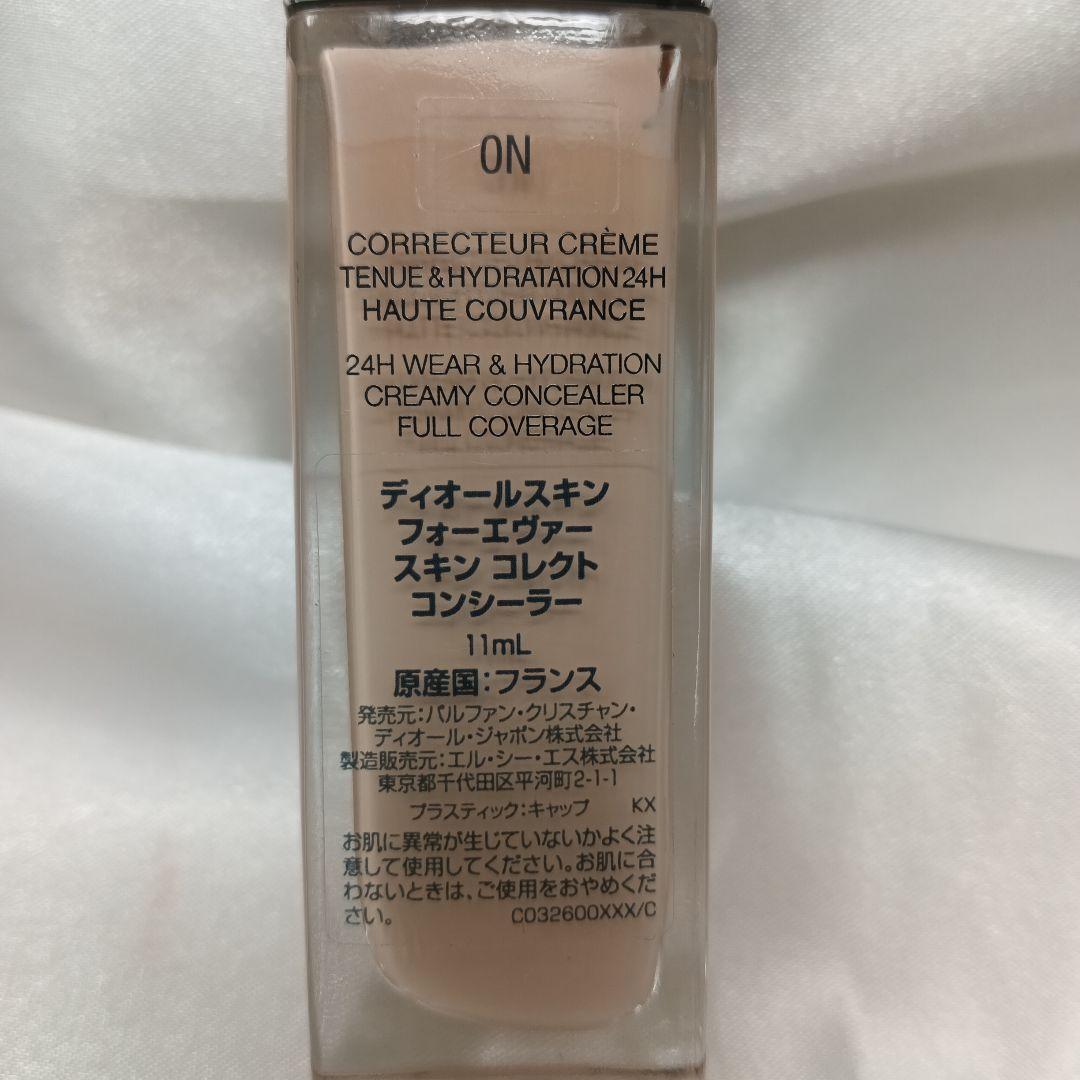 0N
CORRECTEUR CRÈME
TENUE & HYDRATATION 24H
HAUTE COUVRANCE
24H WEAR & HYDRATION
CREAMY CONCEALER
FULL COVERAGE
ディオールスキン
フォーエヴァー
スキン コレクト
コンシーラー
11mL
原産国:フランス
発売元:パルファン・クリスチャン・
ディオール・ジャポン株式会社
製造販売元:エル・シー・エス株式会社
東京都千代田区平河町2-1-1
プラスティック:キャップ KX
お肌に異常が生じていないかよく注
意して使用してください。お肌に合
わないときは、ご使用をおやめくだ
さい。 C032600XXX/C